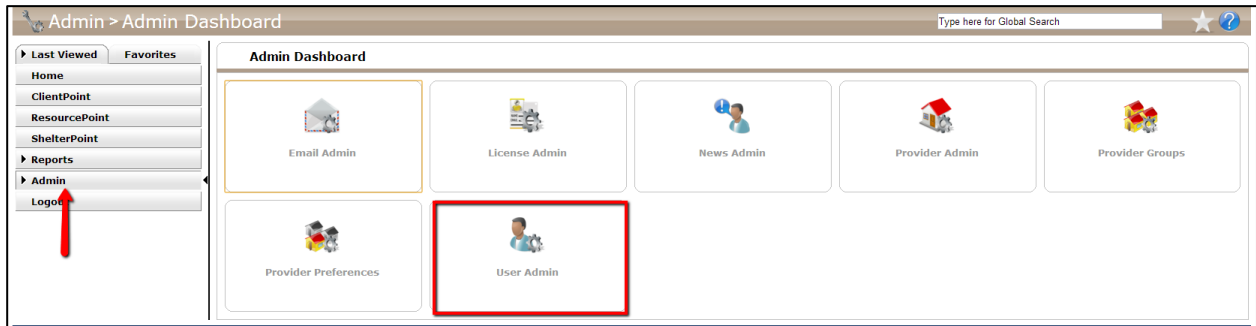 Admin > Admin Dashboard
Type here for Global Search
Last Viewed Favorites
Home
ClientPoint
ResourcePoint
ShelterPoint
Reports
Admin
Admin Dashboard
Email Admin
License Admin
News Admin
Provider Admin
Provider Groups
Provider Preferences
User Admin